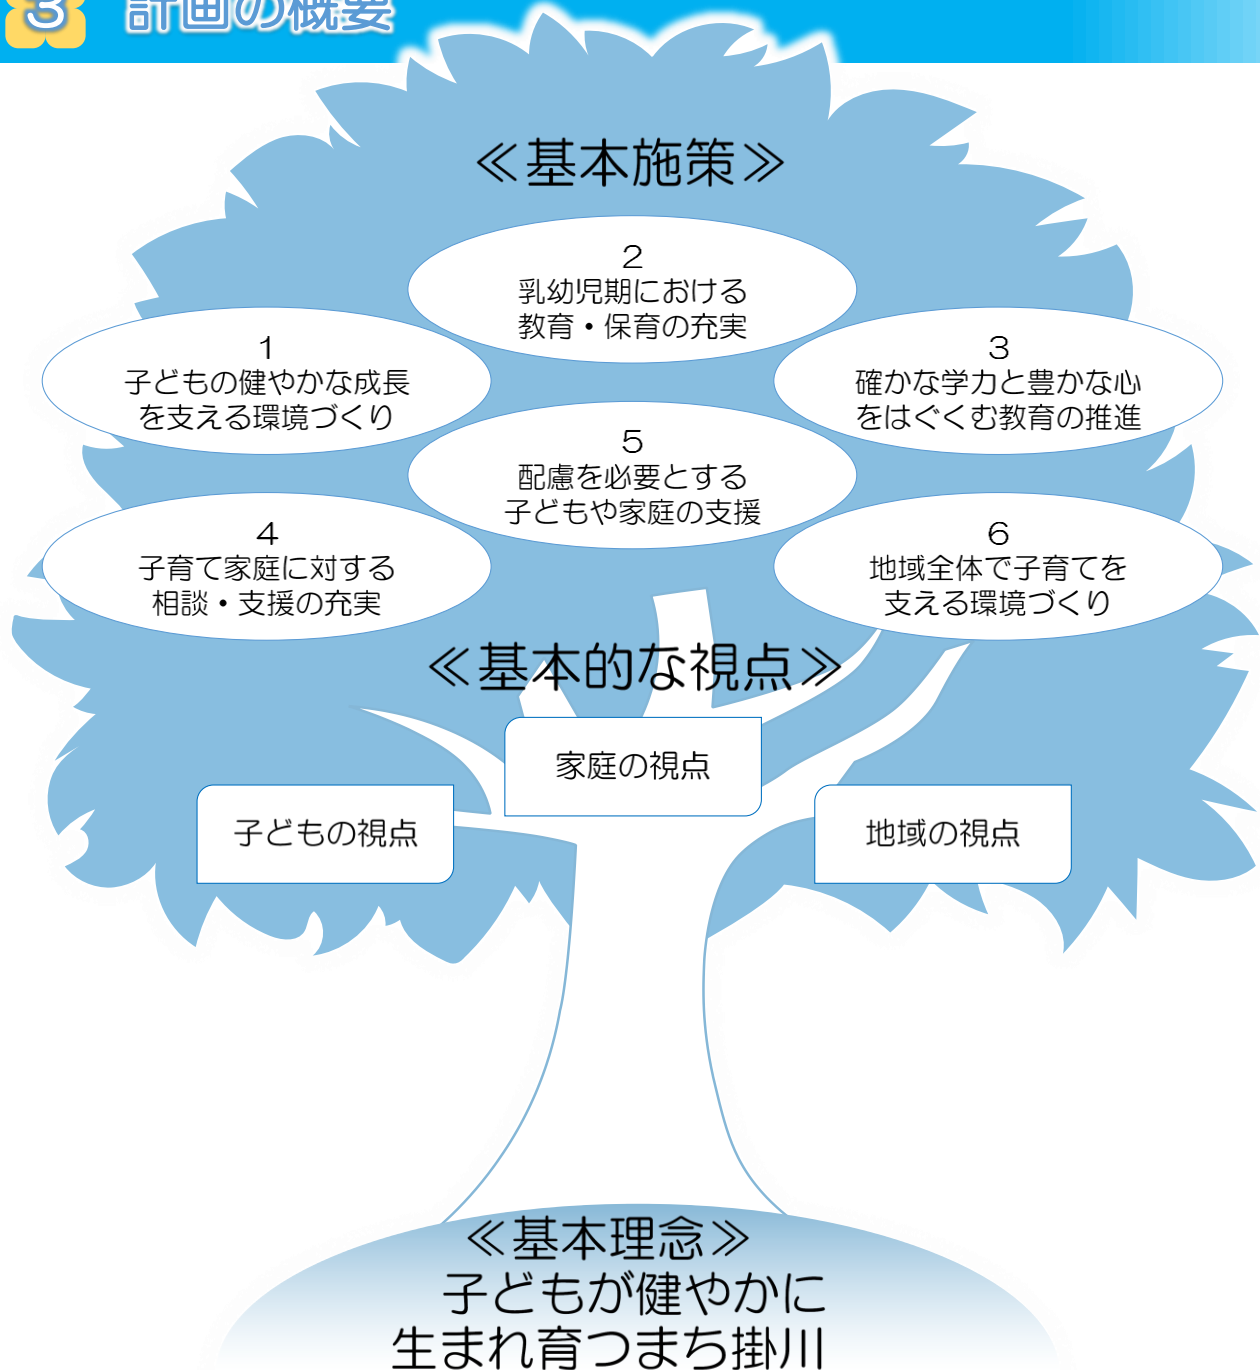 3 計画の概要
≪基本施策≫
2
乳幼児期における
教育・保育の充実
1
子どもの健やかな成長
を支える環境づくり
3
確かな学力と豊かな心
をはぐくむ教育の推進
5
配慮を必要とする
子どもや家庭の支援
4
子育て家庭に対する
相談・支援の充実
6
地域全体で子育てを
支える環境づくり
≪基本的な視点≫
家庭の視点
子どもの視点
地域の視点
≪基本理念≫
子どもが健やかに
生まれ育つまち掛川